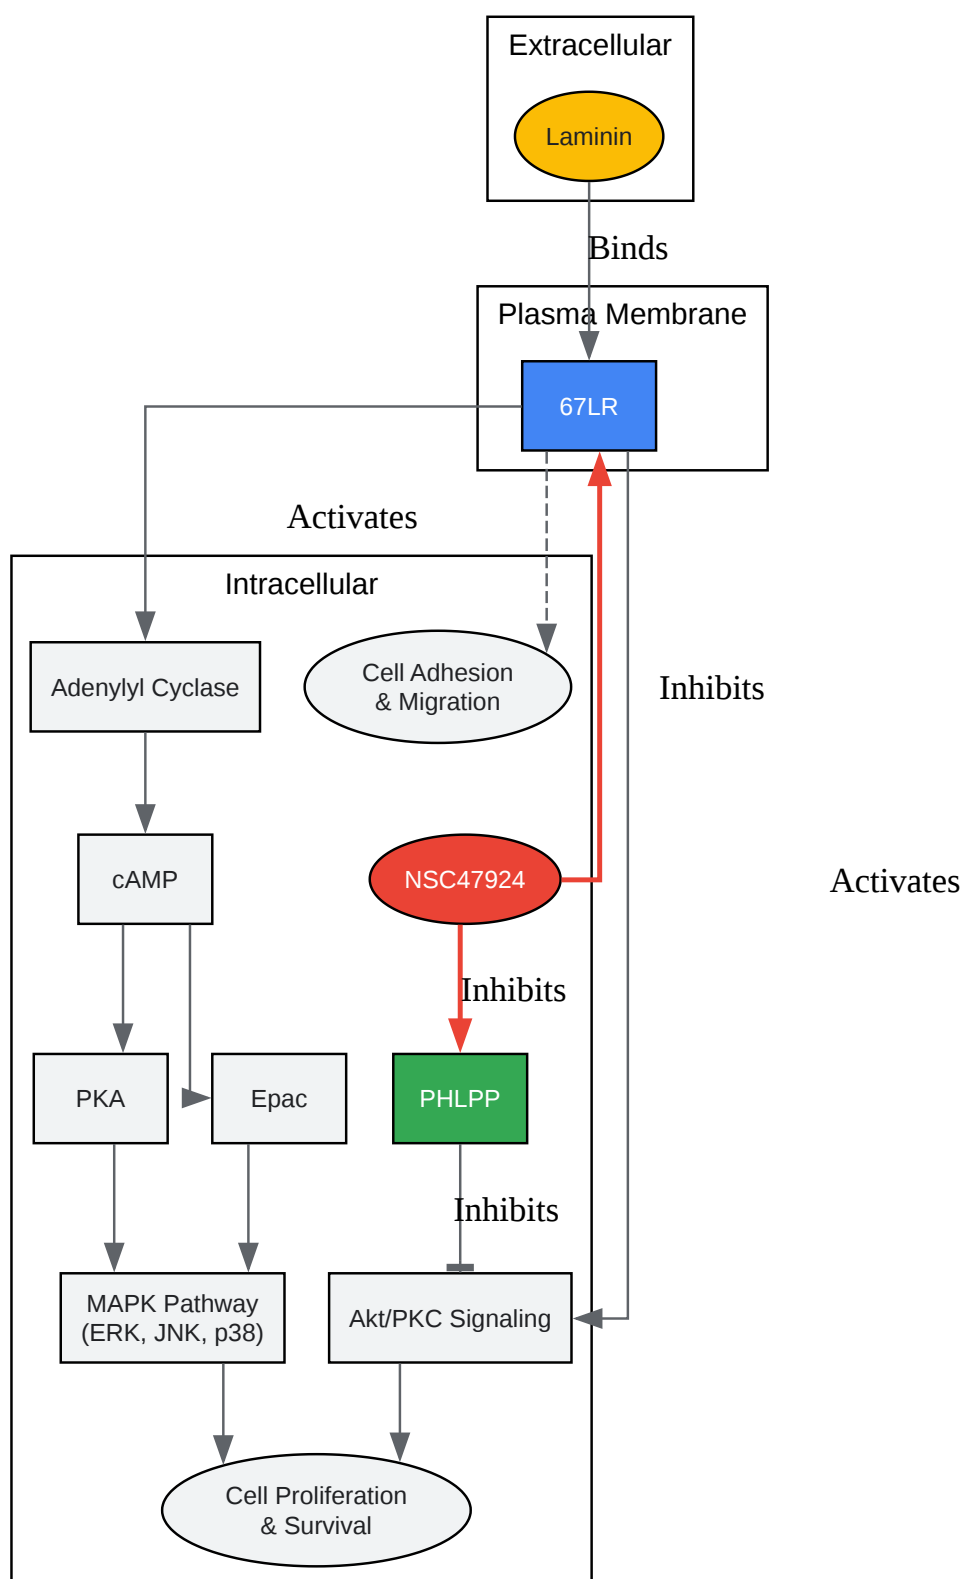 Extracellular
Laminin
Binds
Plasma Membrane
67LR
Activates
Intracellular
Adenylyl Cyclase
Cell Adhesion
& Migration
Inhibits
cAMP
NSC47924
Activates
Inhibits
PKA
Epac
PHLPP
Inhibits
MAPK Pathway
(ERK, JNK, p38)
Akt/PKC Signaling
Cell Proliferation
& Survival